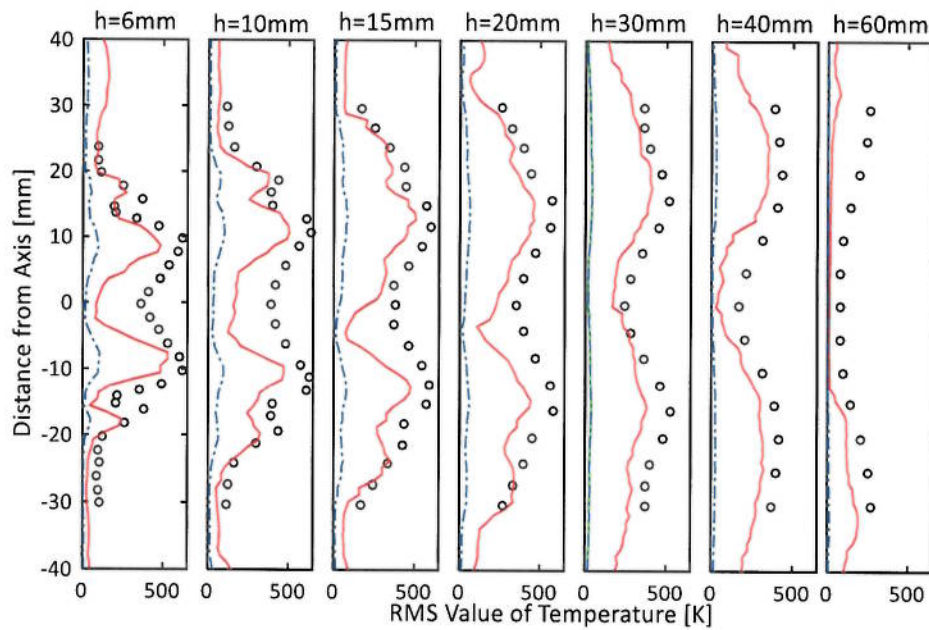 h=6mm h=10mm h=15mm h=20mm h=30mm h=40mm h=60mm
40
30
20
10
0
-10
-20
-30
-40
Distance from Axis [mm]
0 500 0 500 0 500 0 500 0 500 0 500 0 500
RMS Value of Temperature [K]